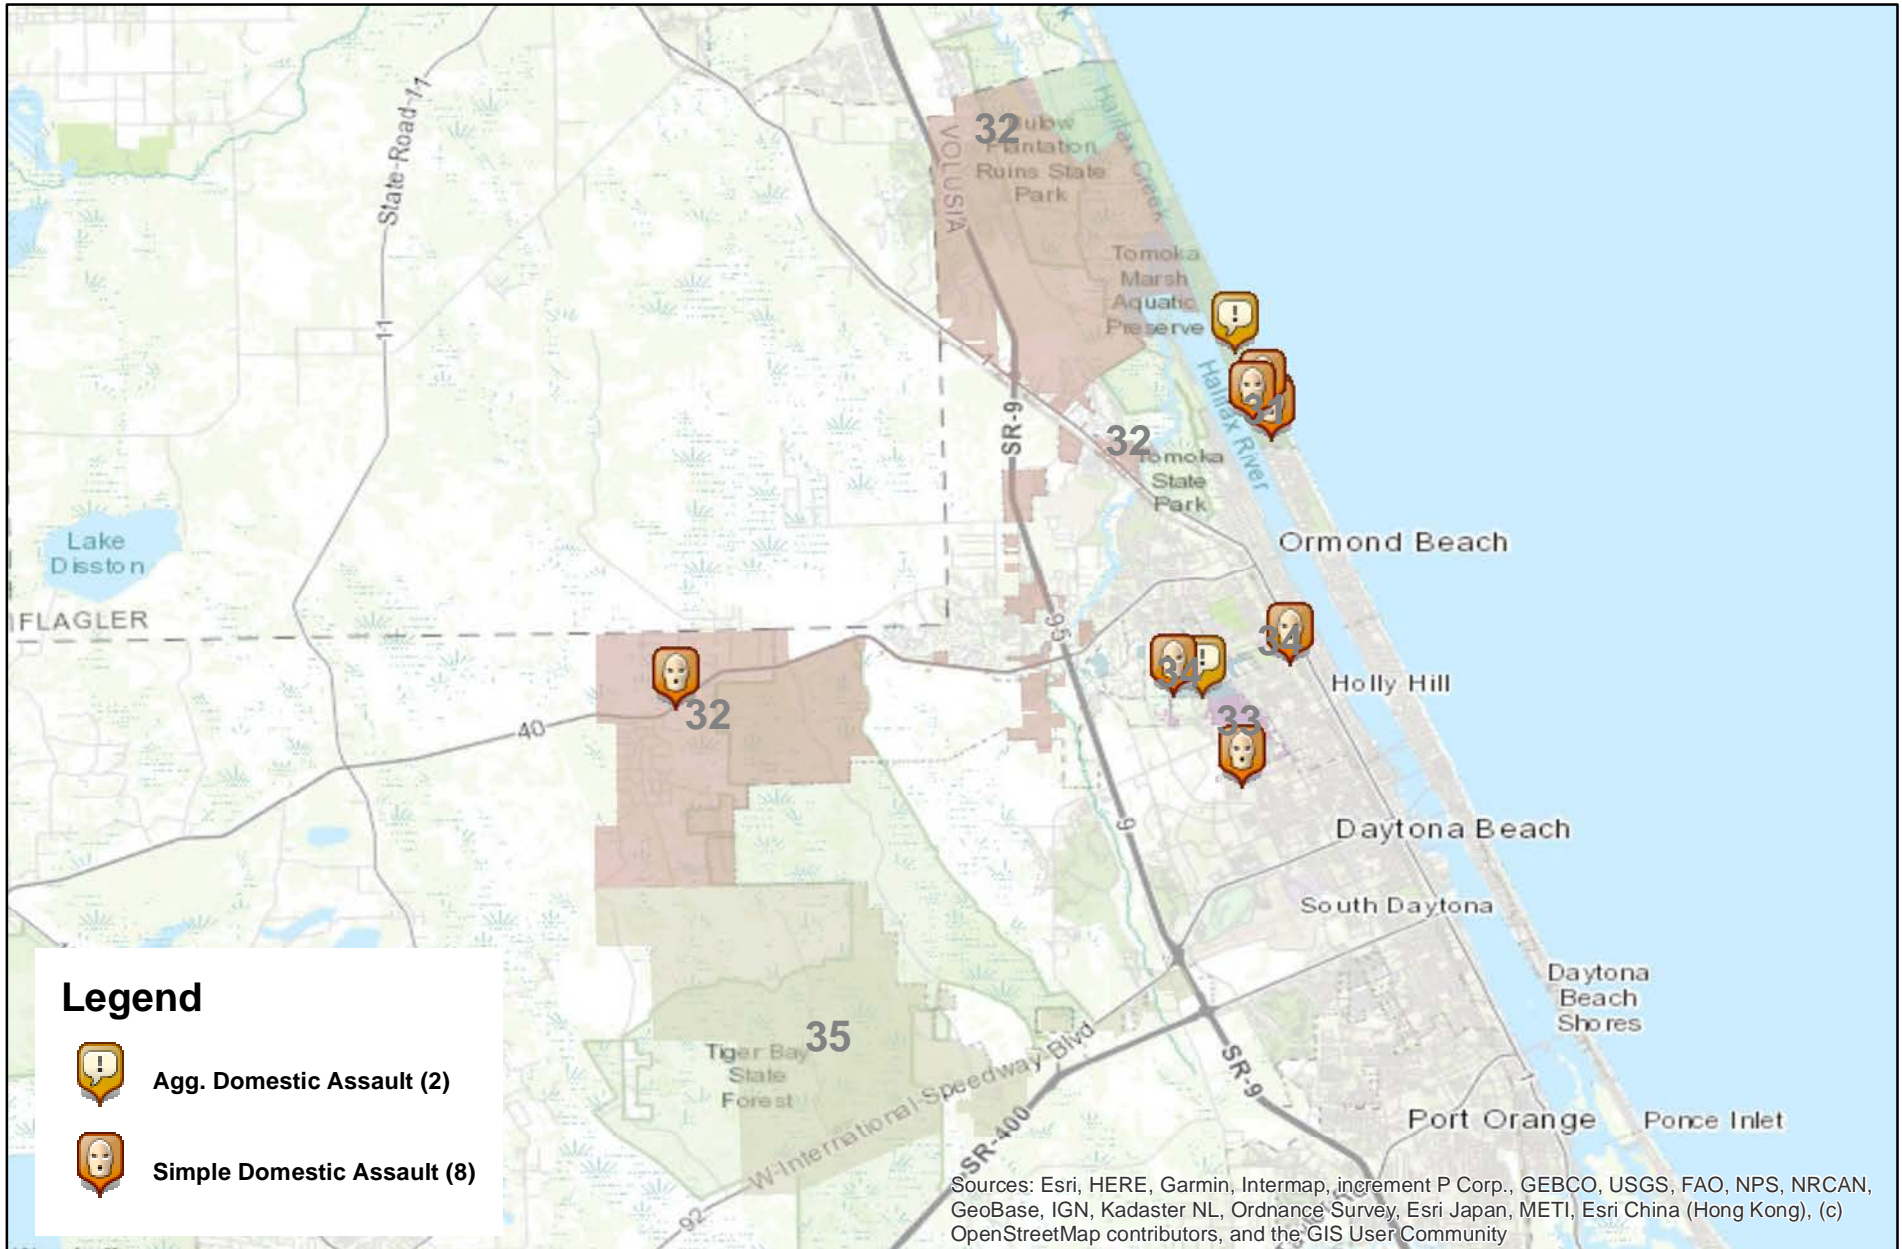 State-Road-11
11
VOLUSIA
32
Bulow
Plantation
Ruins State
Park
Halifax Creek
Tomoka
Marsh
Aquatic
Preserve
Halifax River
31
SR-9
1
32
Tomoka
State
Park
Lake
Disston
FLAGLER
Ormond Beach
95
34
34
Holly Hill
32
40
33
9
Daytona Beach
South Daytona
Daytona
Beach
Shores
35
Tiger Bay
State
Forest
W-International-Speedway-Blvd
92
SR-400
SR-9
1
Port Orange
Ponce Inlet
Legend
Agg. Domestic Assault (2)
Simple Domestic Assault (8)
Sources: Esri, HERE, Garmin, Intermap, increment P Corp., GEBCO, USGS, FAO, NPS, NRCAN,
GeoBase, IGN, Kadaster NL, Ordnance Survey, Esri Japan, METI, Esri China (Hong Kong), (c)
OpenStreetMap contributors, and the GIS User Community